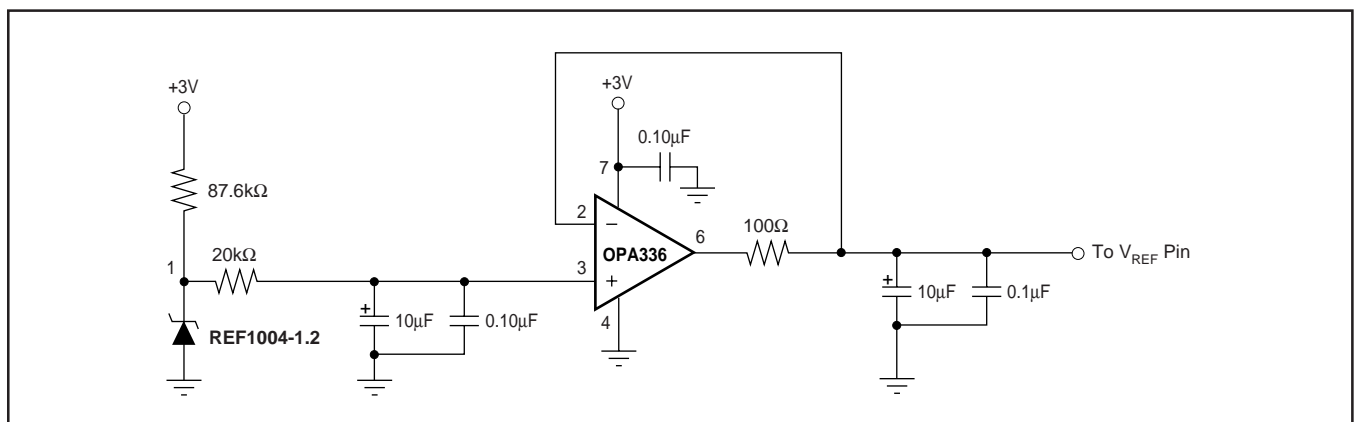 +3V
87.6kΩ
1
20kΩ
REF1004-1.2
+
10µF
0.10µF
+3V
7
0.10µF
2
−
OPA336
3
+
4
6
100Ω
+
10µF
0.1µF
To VREF Pin